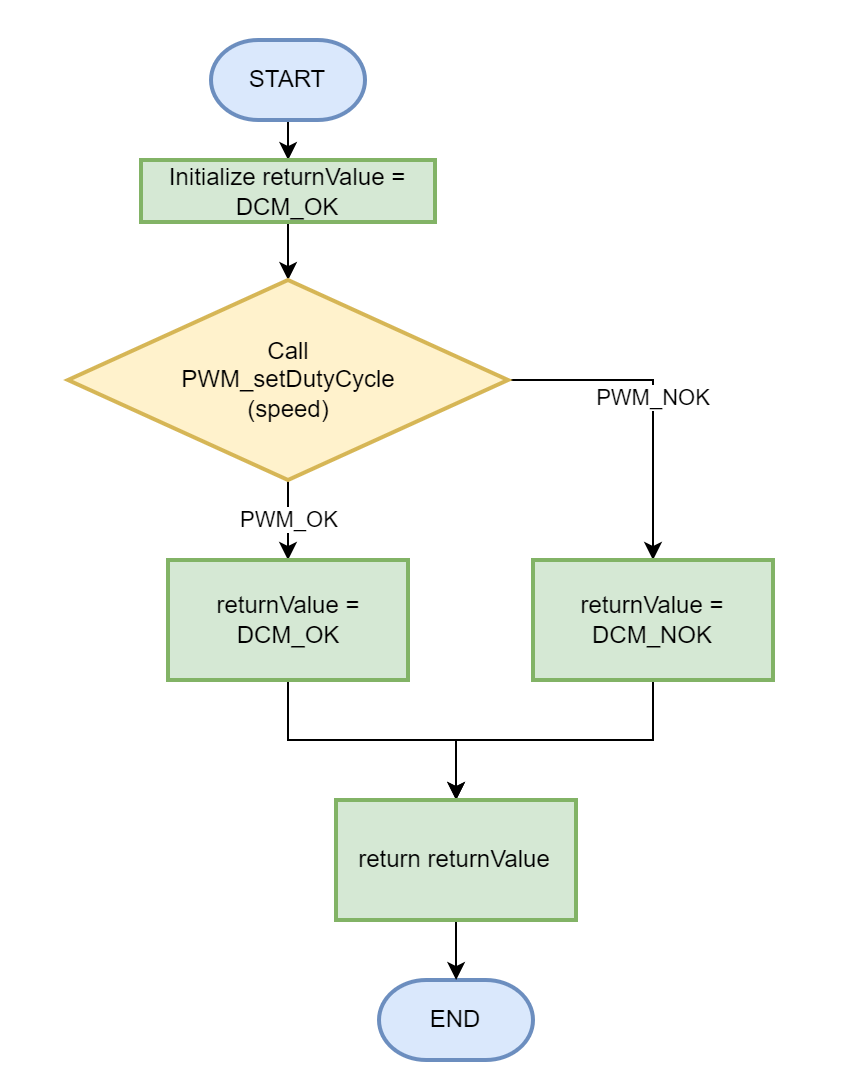 START
Initialize returnValue =
DCM_OK
Call
PWM_setDutyCycle
(speed)
PWM_NOK
PWM_OK
returnValue =
DCM_OK
returnValue =
DCM_NOK
return returnValue
END